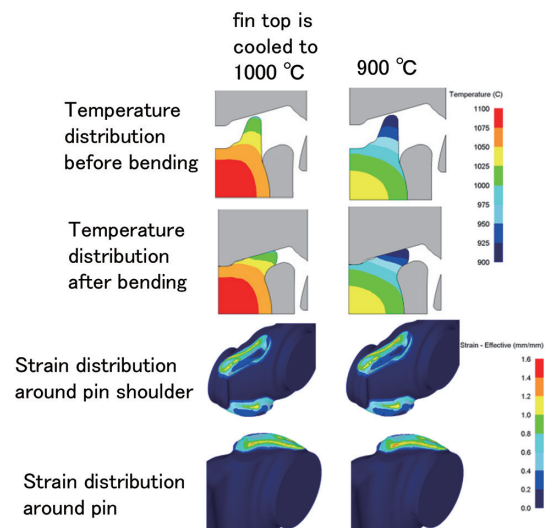 fin top is
cooled to
1000 ℃
900 ℃
Temperature (C)
Temperature
distribution
before bending
1100
1075
1050
1025
1000
975
950
925
900
Temperature
distribution
after bending
Strain - Effective (mm/mm)
Strain distribution
around pin shoulder
1.6
1.4
1.2
1.0
0.8
0.6
0.4
0.2
0.0
Strain distribution
around pin